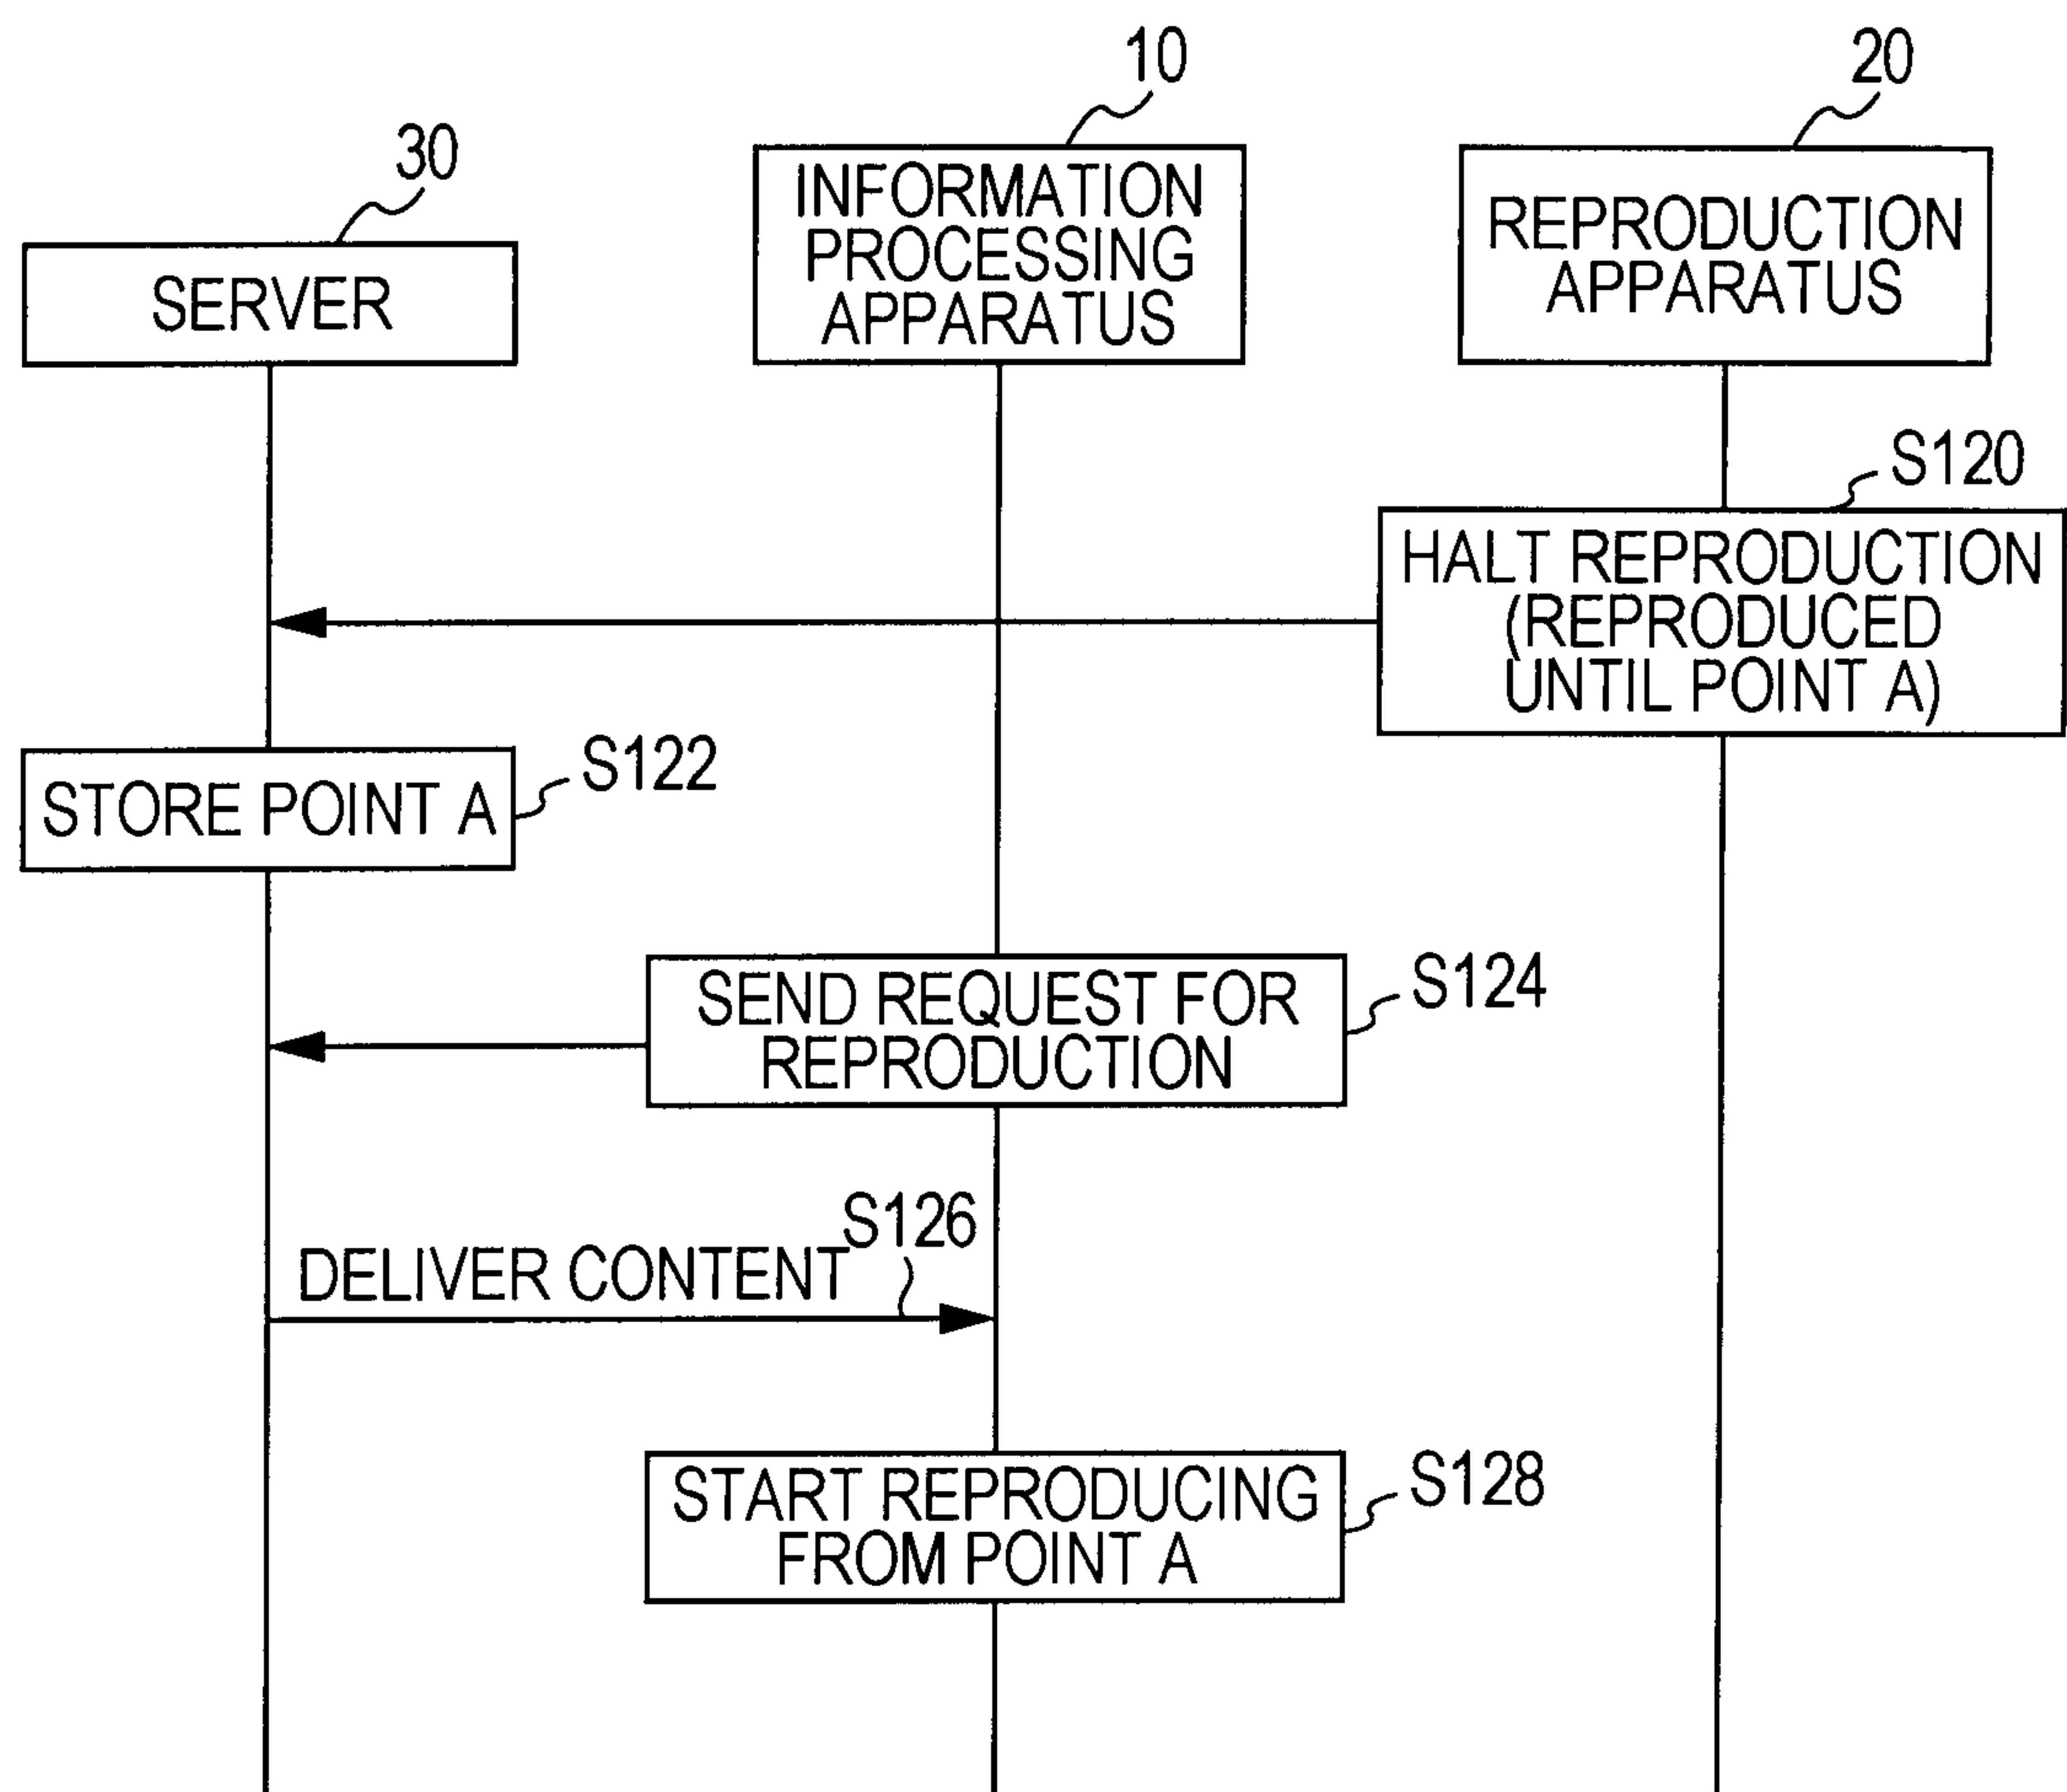 10
20
30
INFORMATION
PROCESSING
APPARATUS
REPRODUCTION
APPARATUS
SERVER
S120
HALT REPRODUCTION
(REPRODUCED
UNTIL POINT A)
S122
STORE POINT A
S124
SEND REQUEST FOR
REPRODUCTION
S126
DELIVER CONTENT
S128
START REPRODUCING
FROM POINT A